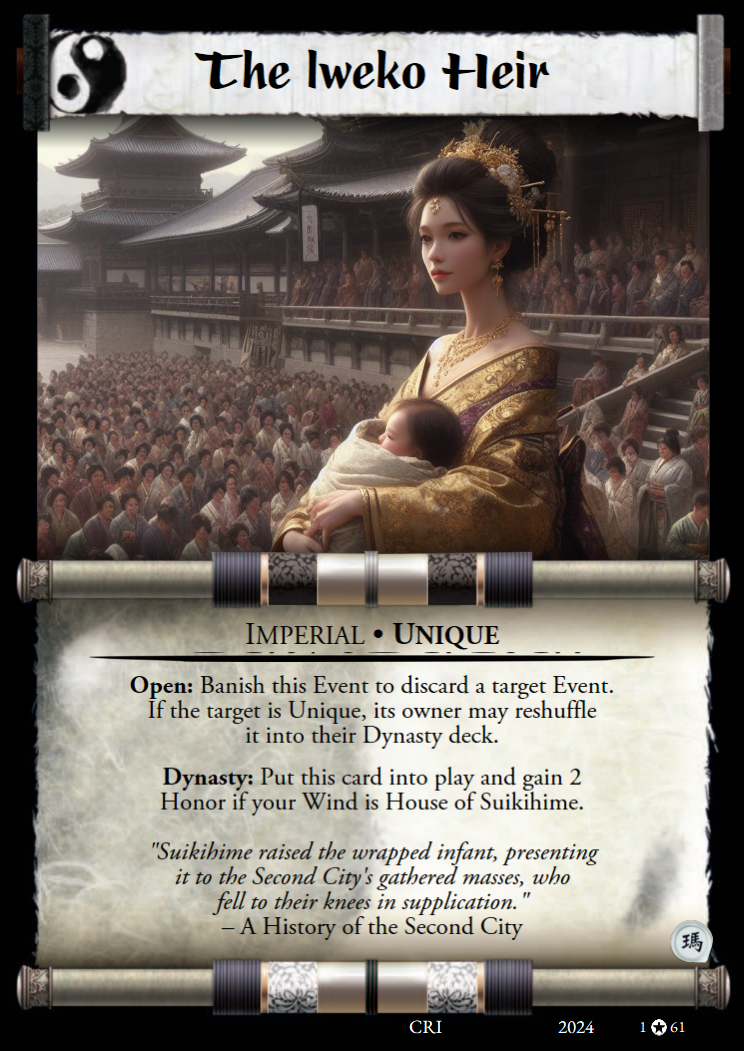 The Iweko Heir
IMPERIAL • UNIQUE
Open: Banish this Event to discard a target Event.
If the target is Unique, its owner may reshuffle
it into their Dynasty deck.
Dynasty: Put this card into play and gain 2
Honor if your Wind is House of Suikihime.
"Suikihime raised the wrapped infant, presenting
it to the Second City's gathered masses, who
fell to their knees in supplication."
– A History of the Second City
瑪
CRI 2024 1 ✪ 61